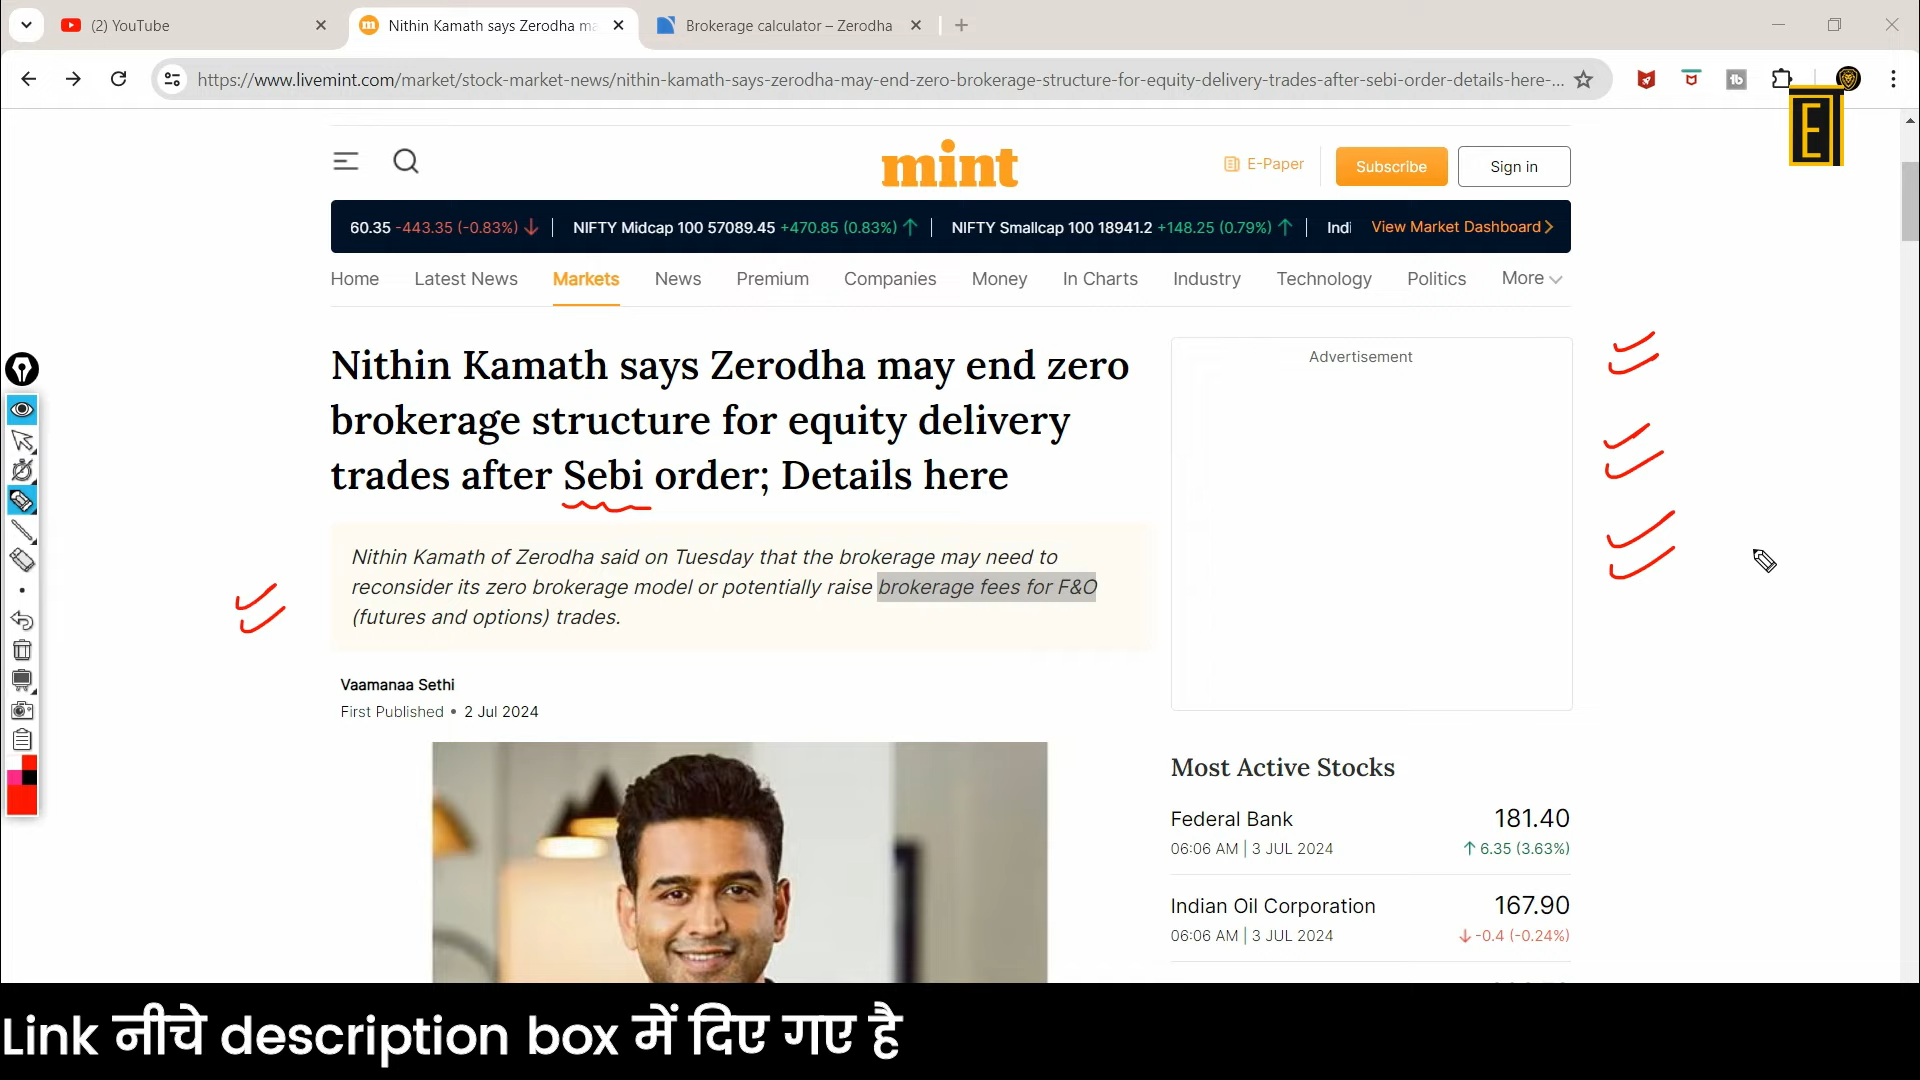 (2) YouTube
Nithin Kamath says Zerodha ma
Brokerage calculator – Zerodha
https://www.livemint.com/market/stock-market-news/nithin-kamath-says-zerodha-may-end-zero-brokerage-structure-for-equity-delivery-trades-after-sebi-order-details-here-...
E
mint
E-Paper
Subscribe
Sign in
60.35 -443.35 (-0.83%)
NIFTY Midcap 100 57089.45 +470.85 (0.83%)
NIFTY Smallcap 100 18941.2 +148.25 (0.79%)
Indi
View Market Dashboard
Home Latest News Markets News Premium Companies Money In Charts Industry Technology Politics More
Nithin Kamath says Zerodha may end zero
brokerage structure for equity delivery
trades after Sebi order; Details here
Advertisement
Nithin Kamath of Zerodha said on Tuesday that the brokerage may need to
reconsider its zero brokerage model or potentially raise brokerage fees for F&O
(futures and options) trades.
Vaamanaa Sethi
First Published • 2 Jul 2024
Most Active Stocks
Federal Bank 181.40
06:06 AM | 3 JUL 2024 6.35 (3.63%)
Indian Oil Corporation 167.90
06:06 AM | 3 JUL 2024 -0.4 (-0.24%)
Link नीचे description box में दिए गए है